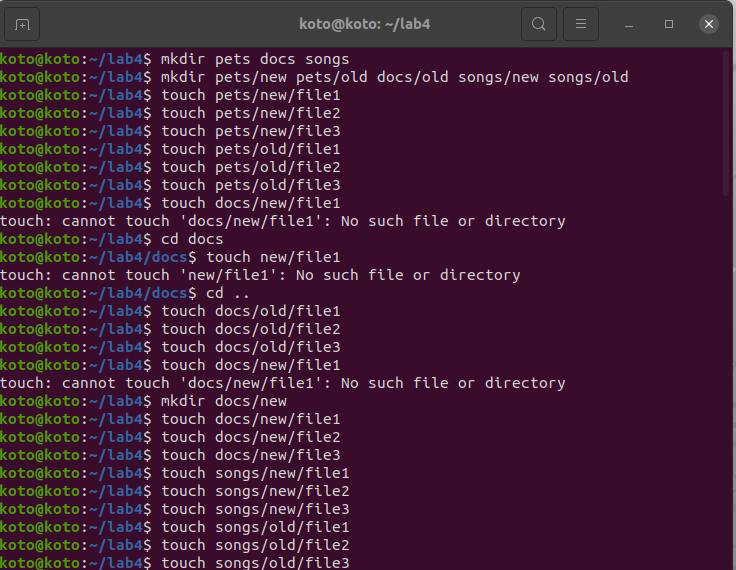 koto@koto: ~/lab4
koto@koto:~/lab4$ mkdir pets docs songs
koto@koto:~/lab4$ mkdir pets/new pets/old docs/old songs/new songs/old
koto@koto:~/lab4$ touch pets/new/file1
koto@koto:~/lab4$ touch pets/new/file2
koto@koto:~/lab4$ touch pets/new/file3
koto@koto:~/lab4$ touch pets/old/file1
koto@koto:~/lab4$ touch pets/old/file2
koto@koto:~/lab4$ touch pets/old/file3
koto@koto:~/lab4$ touch docs/new/file1
touch: cannot touch 'docs/new/file1': No such file or directory
koto@koto:~/lab4$ cd docs
koto@koto:~/lab4/docs$ touch new/file1
touch: cannot touch 'new/file1': No such file or directory
koto@koto:~/lab4/docs$ cd ..
koto@koto:~/lab4$ touch docs/old/file1
koto@koto:~/lab4$ touch docs/old/file2
koto@koto:~/lab4$ touch docs/old/file3
koto@koto:~/lab4$ touch docs/new/file1
touch: cannot touch 'docs/new/file1': No such file or directory
koto@koto:~/lab4$ mkdir docs/new
koto@koto:~/lab4$ touch docs/new/file1
koto@koto:~/lab4$ touch docs/new/file2
koto@koto:~/lab4$ touch docs/new/file3
koto@koto:~/lab4$ touch songs/new/file1
koto@koto:~/lab4$ touch songs/new/file2
koto@koto:~/lab4$ touch songs/new/file3
koto@koto:~/lab4$ touch songs/old/file1
koto@koto:~/lab4$ touch songs/old/file2
koto@koto:~/lab4$ touch songs/old/file3